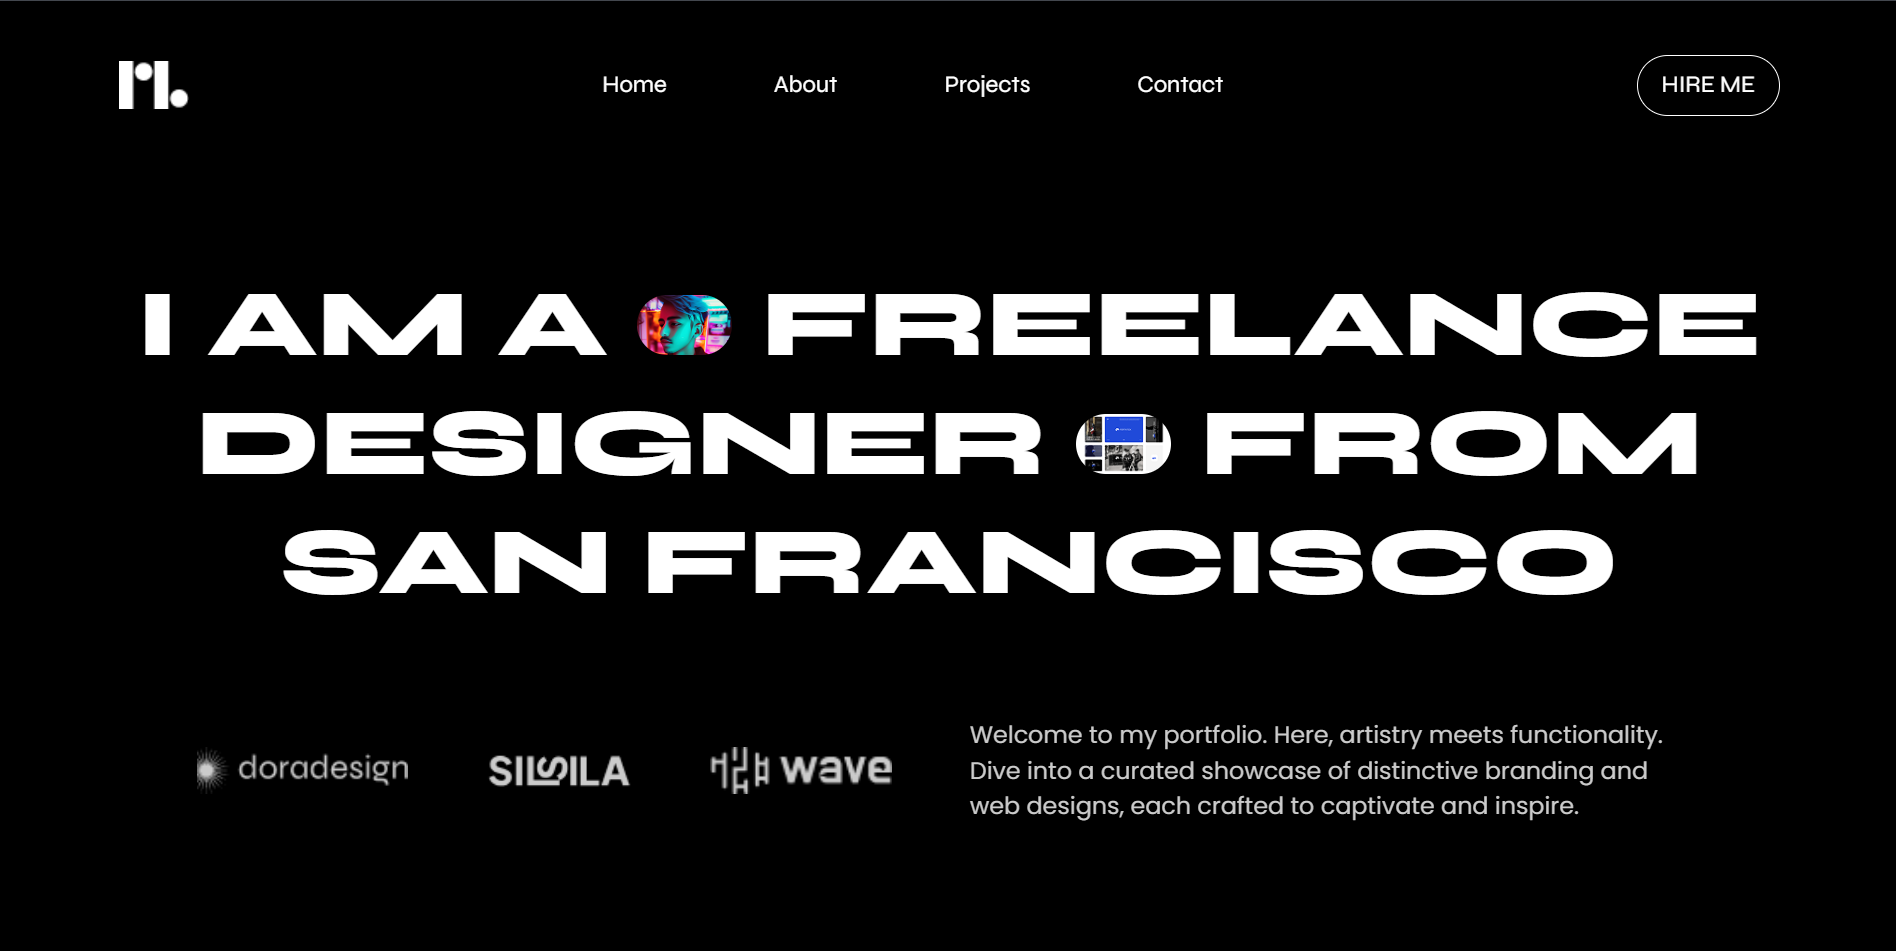 Home About Projects Contact HIRE ME
I AM A FREELANCE
DESIGNER FROM
SAN FRANCISCO
doradesign SILSILA wave
Welcome to my portfolio. Here, artistry meets functionality.
Dive into a curated showcase of distinctive branding and
web designs, each crafted to captivate and inspire.